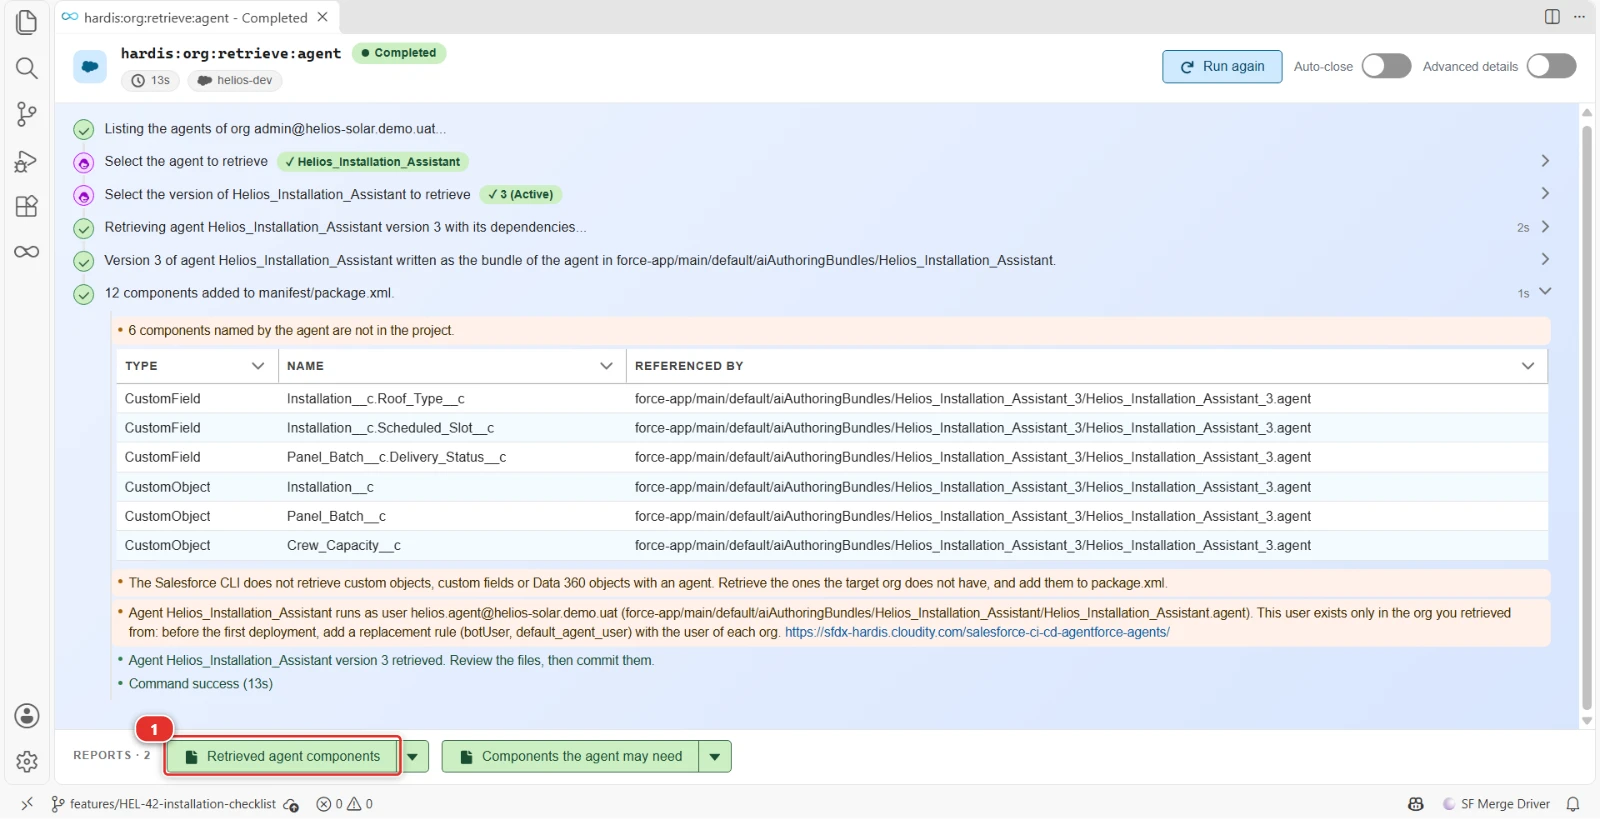 hardis:org:retrieve:agent - Completed
hardis:org:retrieve:agent
Completed
13s
helios-dev
Run again
Auto-close
Advanced details
Listing the agents of org admin@helios-solar.demo.uat...
Select the agent to retrieve ✓ Helios_Installation_Assistant
Select the version of Helios_Installation_Assistant to retrieve ✓ 3 (Active)
Retrieving agent Helios_Installation_Assistant version 3 with its dependencies... 2s
Version 3 of agent Helios_Installation_Assistant written as the bundle of the agent in force-app/main/default/aiAuthoringBundles/Helios_Installation_Assistant.
12 components added to manifest/package.xml. 1s
• 6 components named by the agent are not in the project.
TYPE NAME REFERENCED BY
CustomField Installation__c.Roof_Type__c force-app/main/default/aiAuthoringBundles/Helios_Installation_Assistant_3/Helios_Installation_Assistant_3.agent
CustomField Installation__c.Scheduled_Slot__c force-app/main/default/aiAuthoringBundles/Helios_Installation_Assistant_3/Helios_Installation_Assistant_3.agent
CustomField Panel_Batch__c.Delivery_Status__c force-app/main/default/aiAuthoringBundles/Helios_Installation_Assistant_3/Helios_Installation_Assistant_3.agent
CustomObject Installation__c force-app/main/default/aiAuthoringBundles/Helios_Installation_Assistant_3/Helios_Installation_Assistant_3.agent
CustomObject Panel_Batch__c force-app/main/default/aiAuthoringBundles/Helios_Installation_Assistant_3/Helios_Installation_Assistant_3.agent
CustomObject Crew_Capacity__c force-app/main/default/aiAuthoringBundles/Helios_Installation_Assistant_3/Helios_Installation_Assistant_3.agent
• The Salesforce CLI does not retrieve custom objects, custom fields or Data 360 objects with an agent. Retrieve the ones the target org does not have, and add them to package.xml.
• Agent Helios_Installation_Assistant runs as user helios.agent@helios-solar.demo.uat (force-app/main/default/aiAuthoringBundles/Helios_Installation_Assistant/Helios_Installation_Assistant.agent). This user exists only in the org you retrieved
from: before the first deployment, add a replacement rule (botUser, default_agent_user) with the user of each org. https://sfdx-hardis.cloudity.com/salesforce-ci-cd-agentforce-agents/
• Agent Helios_Installation_Assistant version 3 retrieved. Review the files, then commit them.
• Command success (13s)
1
REPORTS · 2 Retrieved agent components Components the agent may need
features/HEL-42-installation-checklist 0 0 SF Merge Driver